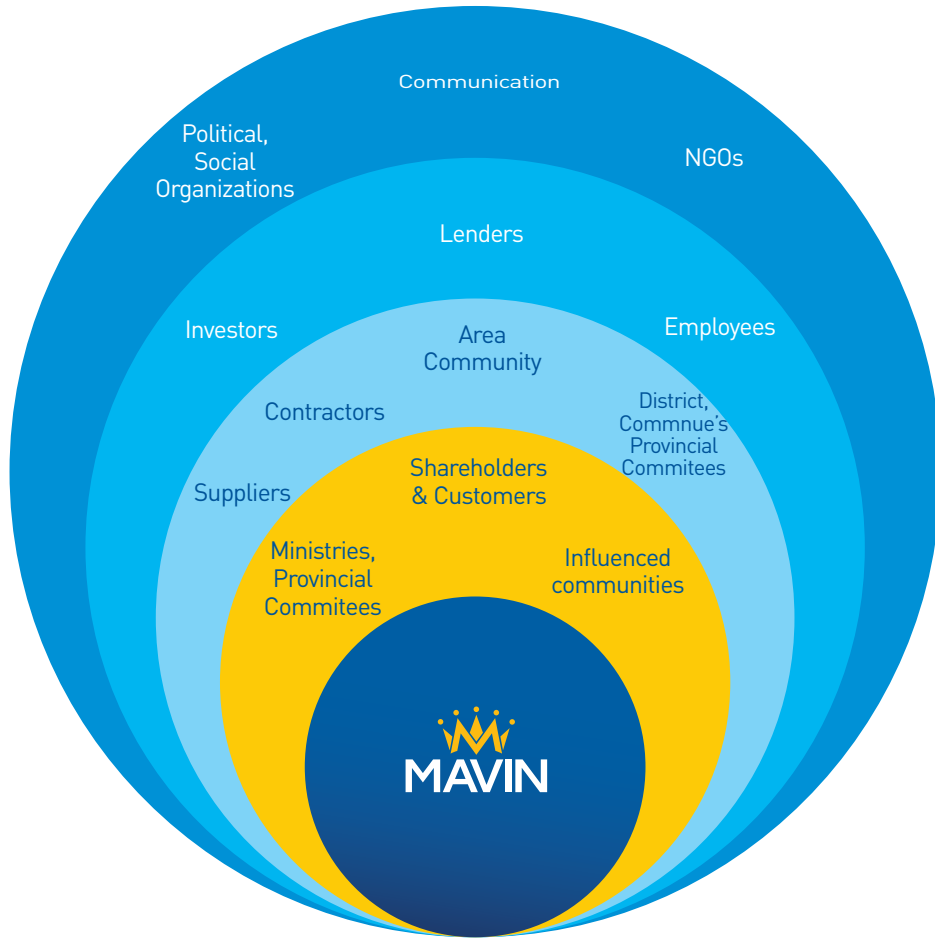 Communication
Political,
Social
Organizations
NGOs
Lenders
Investors
Employees
Area
Community
Contractors
District,
Commnue's
Provincial
Commitees
Suppliers
Shareholders
& Customers
Ministries,
Provincial
Commitees
Influenced
communities
MAVIN